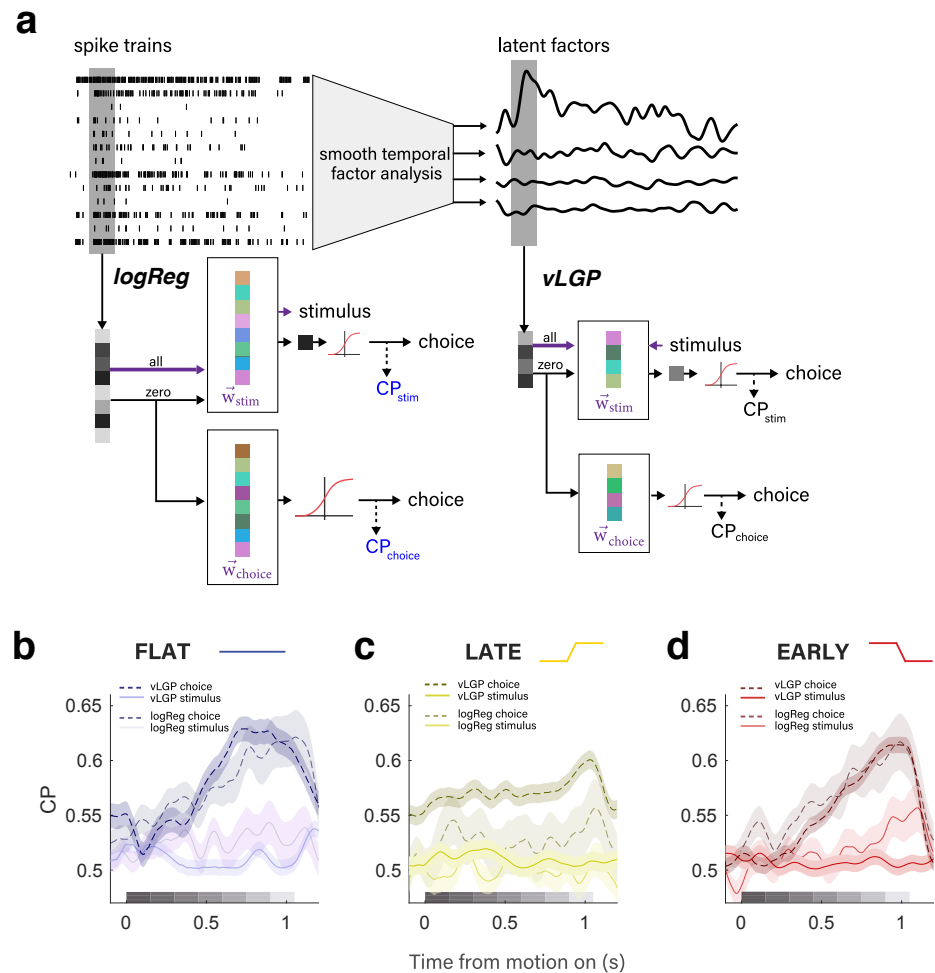 a
spike trains
latent factors
smooth temporal
factor analysis
logReg
vLGP
stimulus
all
choice
zero
w⃗stim
CPstim
choice
w⃗choice
CPchoice
all
stimulus
zero
choice
w⃗stim
CPstim
choice
w⃗choice
CPchoice
b
FLAT
c
LATE
d
EARLY
0.65
vLGP choice
vLGP stimulus
logReg choice
logReg stimulus
0.6
CP
0.55
0.5
0
0.5
1
0.65
vLGP choice
vLGP stimulus
logReg choice
logReg stimulus
0.6
0.55
0.5
0
0.5
1
0.65
vLGP choice
vLGP stimulus
logReg choice
logReg stimulus
0.6
0.55
0.5
0
0.5
1
Time from motion on (s)